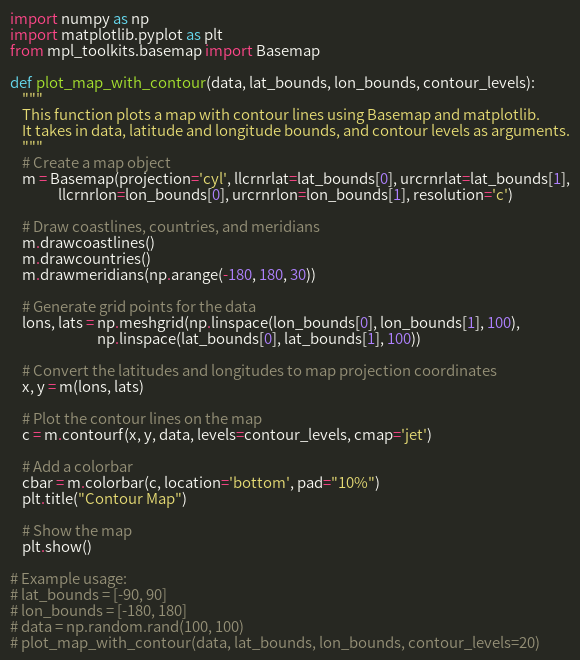 import numpy as np
import matplotlib.pyplot as plt
from mpl_toolkits.basemap import Basemap

def plot_map_with_contour(data, lat_bounds, lon_bounds, contour_levels):
    """
    This function plots a map with contour lines using Basemap and matplotlib.
    It takes in data, latitude and longitude bounds, and contour levels as arguments.
    """
    # Create a map object
    m = Basemap(projection='cyl', llcrnrlat=lat_bounds[0], urcrnrlat=lat_bounds[1],
                llcrnrlon=lon_bounds[0], urcrnrlon=lon_bounds[1], resolution='c')

    # Draw coastlines, countries, and meridians
    m.drawcoastlines()
    m.drawcountries()
    m.drawmeridians(np.arange(-180, 180, 30))

    # Generate grid points for the data
    lons, lats = np.meshgrid(np.linspace(lon_bounds[0], lon_bounds[1], 100),
                             np.linspace(lat_bounds[0], lat_bounds[1], 100))

    # Convert the latitudes and longitudes to map projection coordinates
    x, y = m(lons, lats)

    # Plot the contour lines on the map
    c = m.contourf(x, y, data, levels=contour_levels, cmap='jet')

    # Add a colorbar
    cbar = m.colorbar(c, location='bottom', pad="10%")
    plt.title("Contour Map")

    # Show the map
    plt.show()

# Example usage:
# lat_bounds = [-90, 90]
# lon_bounds = [-180, 180]
# data = np.random.rand(100, 100)
# plot_map_with_contour(data, lat_bounds, lon_bounds, contour_levels=20)